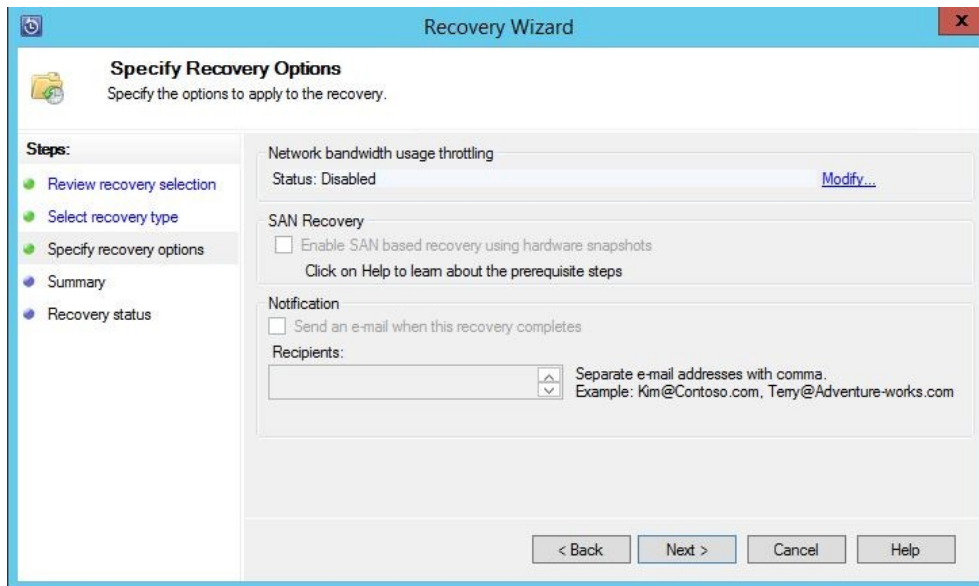 Recovery Wizard
x
Specify Recovery Options
Specify the options to apply to the recovery.
Steps:
Review recovery selection
Select recovery type
Specify recovery options
Summary
Recovery status
Network bandwidth usage throttling
Status: Disabled
Modify...
SAN Recovery
Enable SAN based recovery using hardware snapshots
Click on Help to learn about the prerequisite steps
Notification
Send an e-mail when this recovery completes
Recipients:
Separate e-mail addresses with comma.
Example: Kim@Contoso.com, Terry@Adventure-works.com
< Back
Next >
Cancel
Help